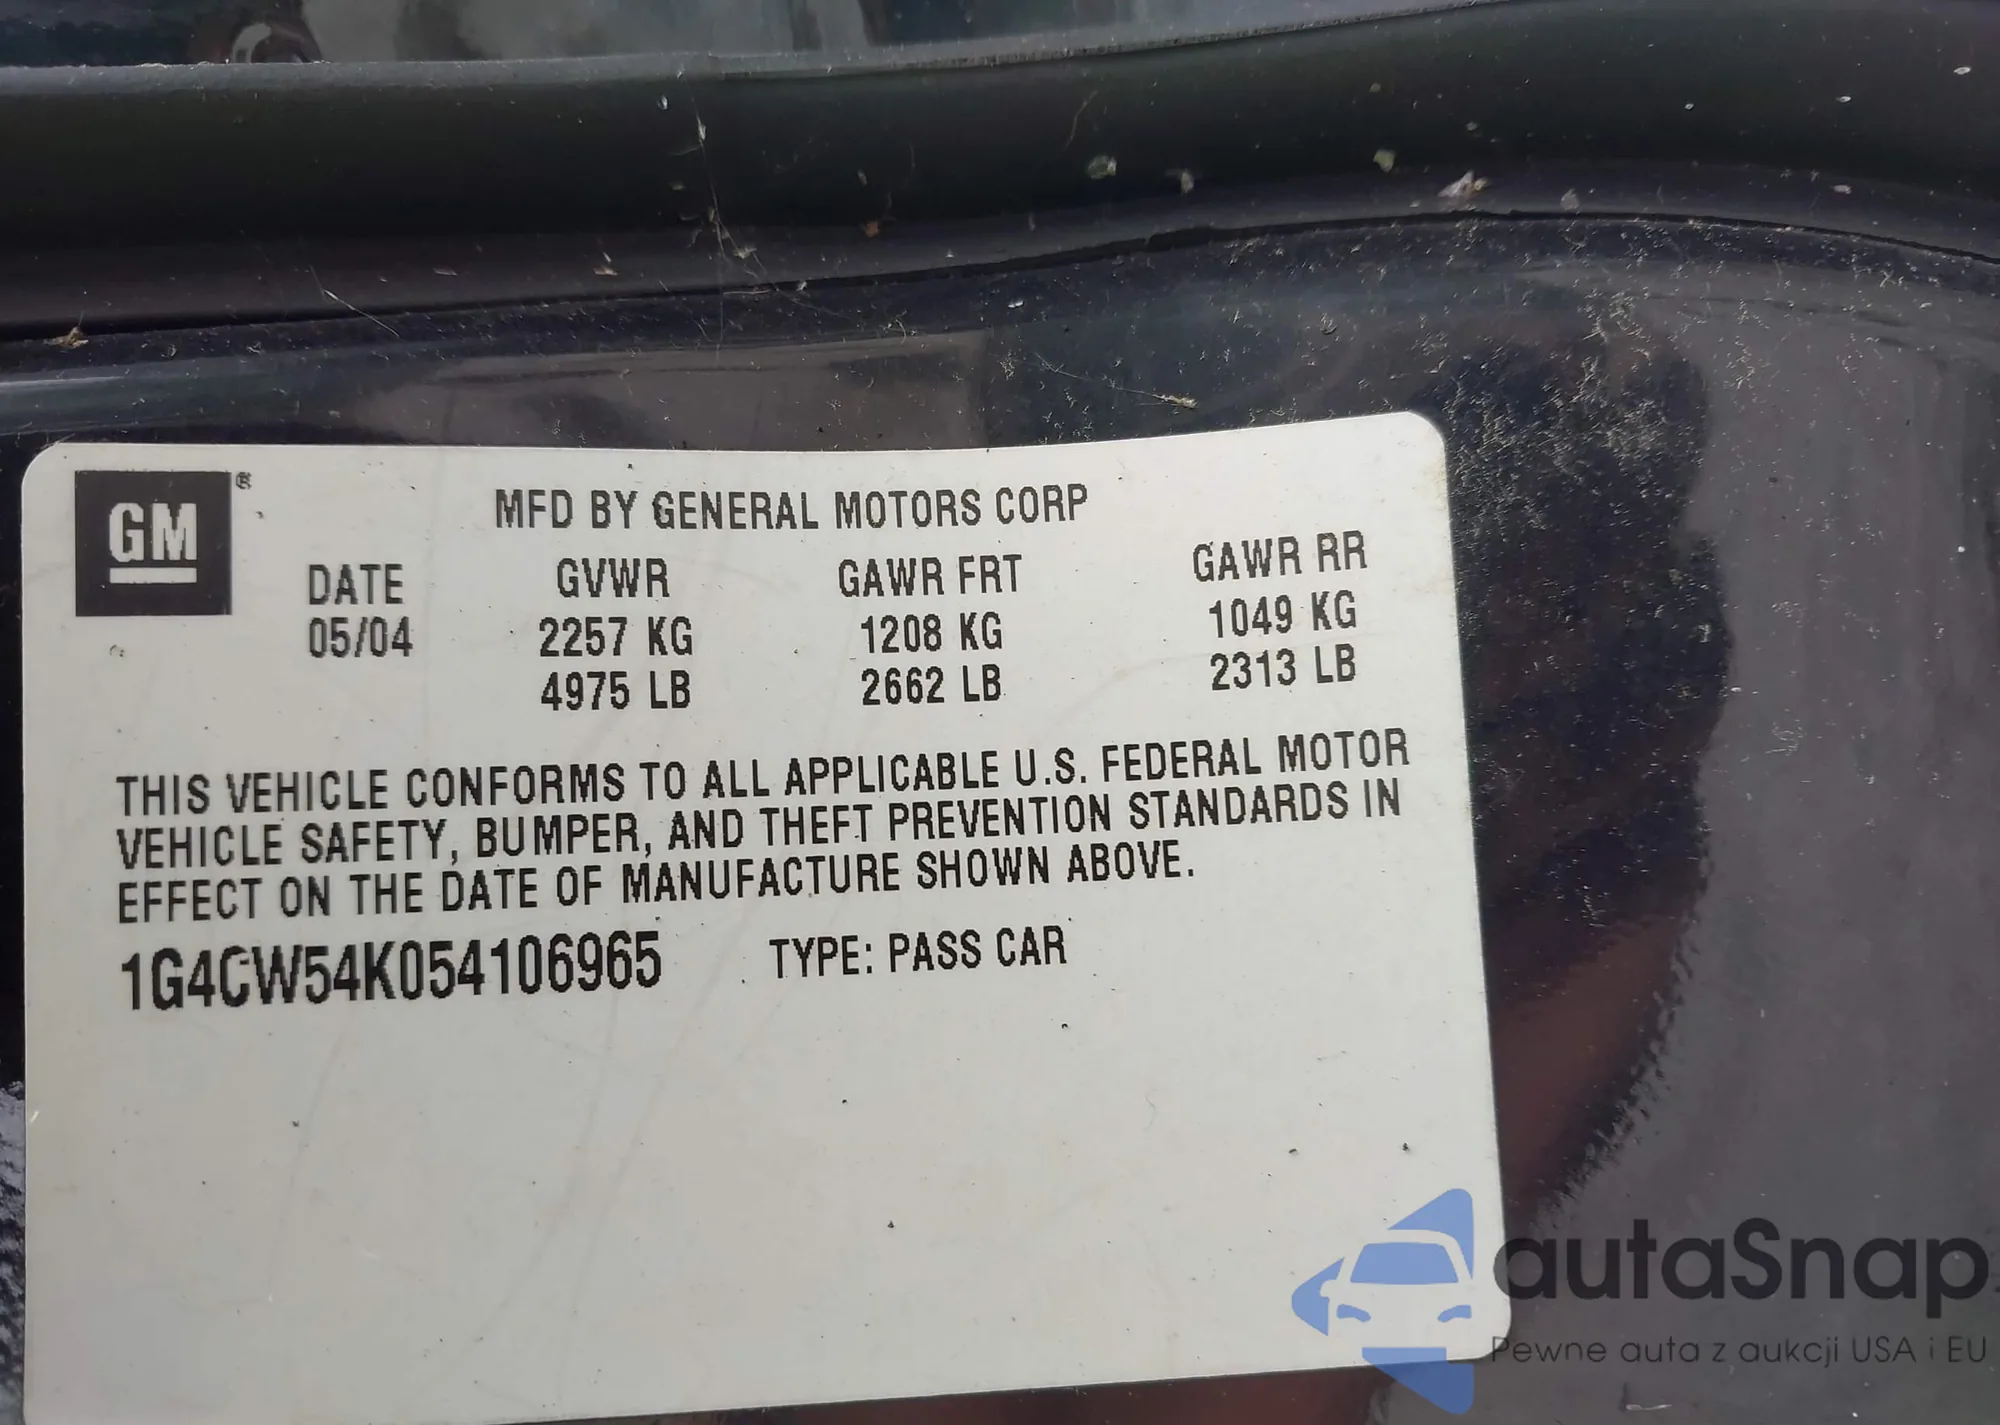 GM®
MFD BY GENERAL MOTORS CORP
DATE GVWR GAWR FRT GAWR RR
05/04 2257 KG 1208 KG 1049 KG
4975 LB 2662 LB 2313 LB
THIS VEHICLE CONFORMS TO ALL APPLICABLE U.S. FEDERAL MOTOR
VEHICLE SAFETY, BUMPER, AND THEFT PREVENTION STANDARDS IN
EFFECT ON THE DATE OF MANUFACTURE SHOWN ABOVE.
1G4CW54K054106965 TYPE: PASS CAR
autaSnap
Pewne auta z aukcji USA i EU